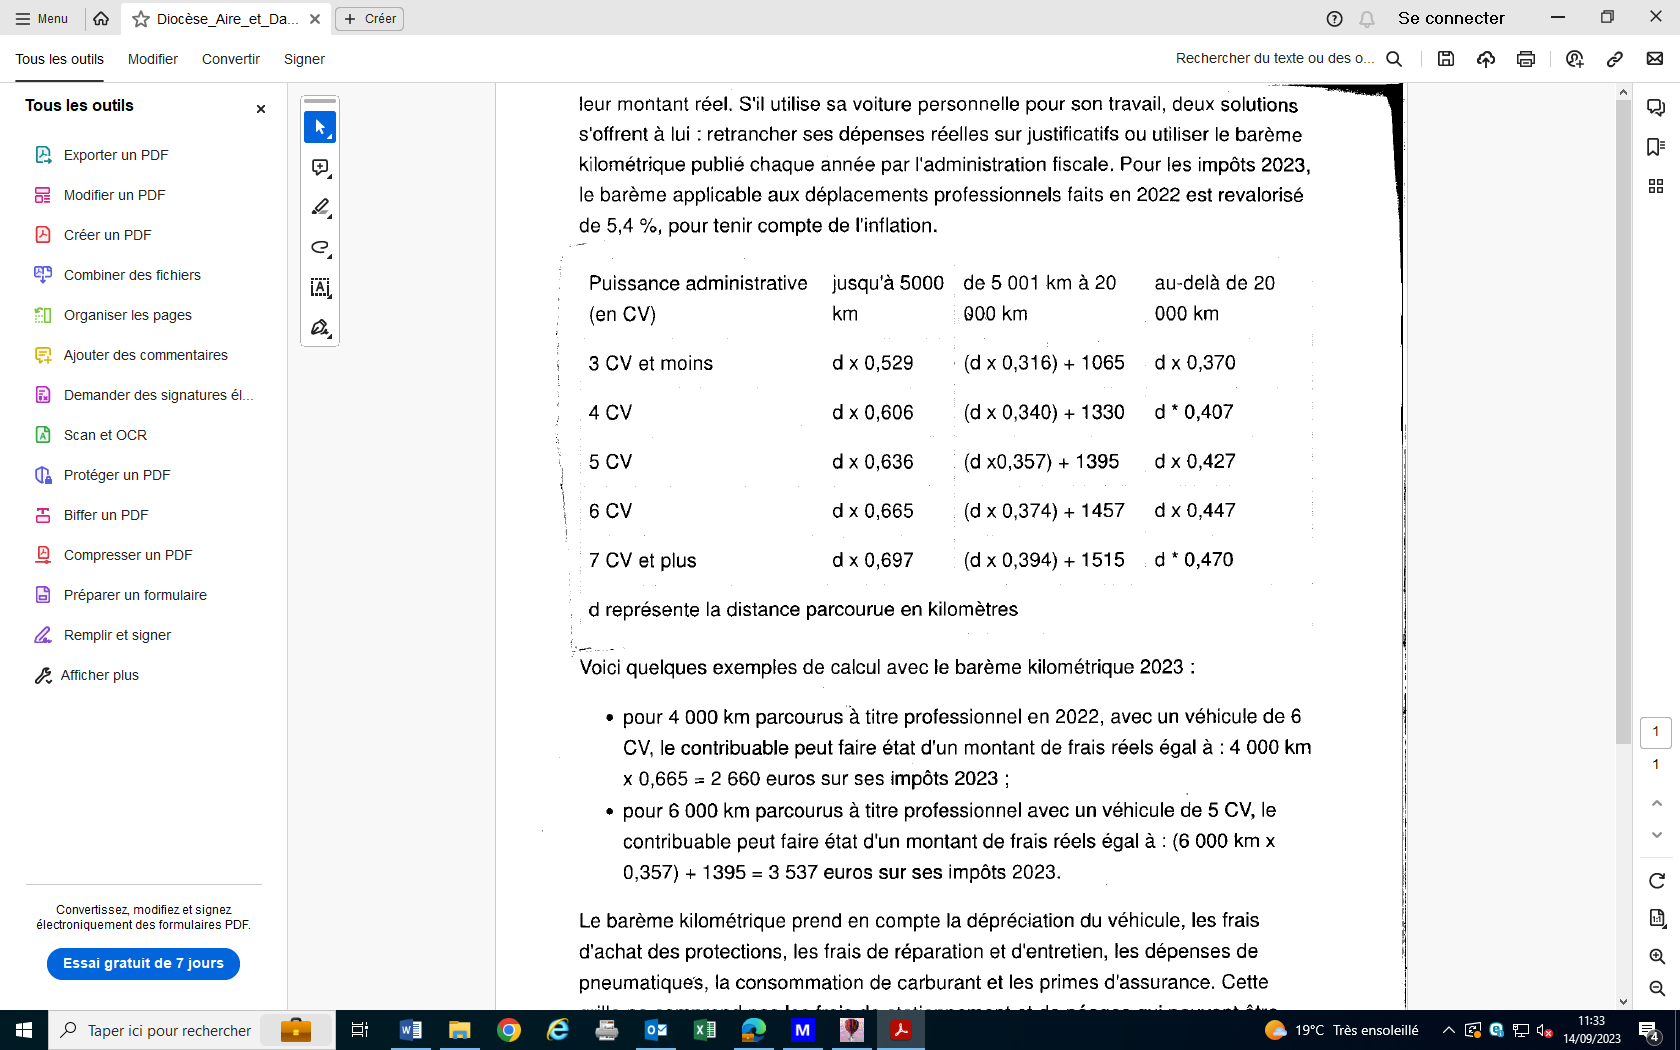 Menu
Diocèse_Aire_et_Da...
Créer
Se connecter
Tous les outils
Modifier
Convertir
Signer
Rechercher du texte ou des o...
Tous les outils
Exporter un PDF
Modifier un PDF
Créer un PDF
Combiner des fichiers
Organiser les pages
Ajouter des commentaires
Demander des signatures él...
Scan et OCR
Protéger un PDF
Biffer un PDF
Compresser un PDF
Préparer un formulaire
Remplir et signer
Afficher plus
Convertissez, modifiez et signez
électroniquement des formulaires PDF.
Essai gratuit de 7 jours
leur montant réel. S'il utilise sa voiture personnelle pour son travail, deux solutions
s'offrent à lui : retrancher ses dépenses réelles sur justificatifs ou utiliser le barème
kilométrique publié chaque année par l'administration fiscale. Pour les impôts 2023,
le barème applicable aux déplacements professionnels faits en 2022 est revalorisé
de 5,4 %, pour tenir compte de l'inflation.
Puissance administrative jusqu'à 5000 de 5 001 km à 20 au-delà de 20
(en CV) km 000 km 000 km
3 CV et moins d x 0,529 (d x 0,316) + 1065 d x 0,370
4 CV d x 0,606 (d x 0,340) + 1330 d * 0,407
5 CV d x 0,636 (d x0,357) + 1395 d x 0,427
6 CV d x 0,665 (d x 0,374) + 1457 d x 0,447
7 CV et plus d x 0,697 (d x 0,394) + 1515 d * 0,470
d représente la distance parcourue en kilomètres
Voici quelques exemples de calcul avec le barème kilométrique 2023 :
• pour 4 000 km parcourus à titre professionnel en 2022, avec un véhicule de 6
CV, le contribuable peut faire état d'un montant de frais réels égal à : 4 000 km
x 0,665 = 2 660 euros sur ses impôts 2023 ;
• pour 6 000 km parcourus à titre professionnel avec un véhicule de 5 CV, le
contribuable peut faire état d'un montant de frais réels égal à : (6 000 km x
0,357) + 1395 = 3 537 euros sur ses impôts 2023.
Le barème kilométrique prend en compte la dépréciation du véhicule, les frais
d'achat des protections, les frais de réparation et d'entretien, les dépenses de
pneumatiques, la consommation de carburant et les primes d'assurance. Cette
1
1
Taper ici pour rechercher
19°C Très ensoleillé
11:33
14/09/2023
4